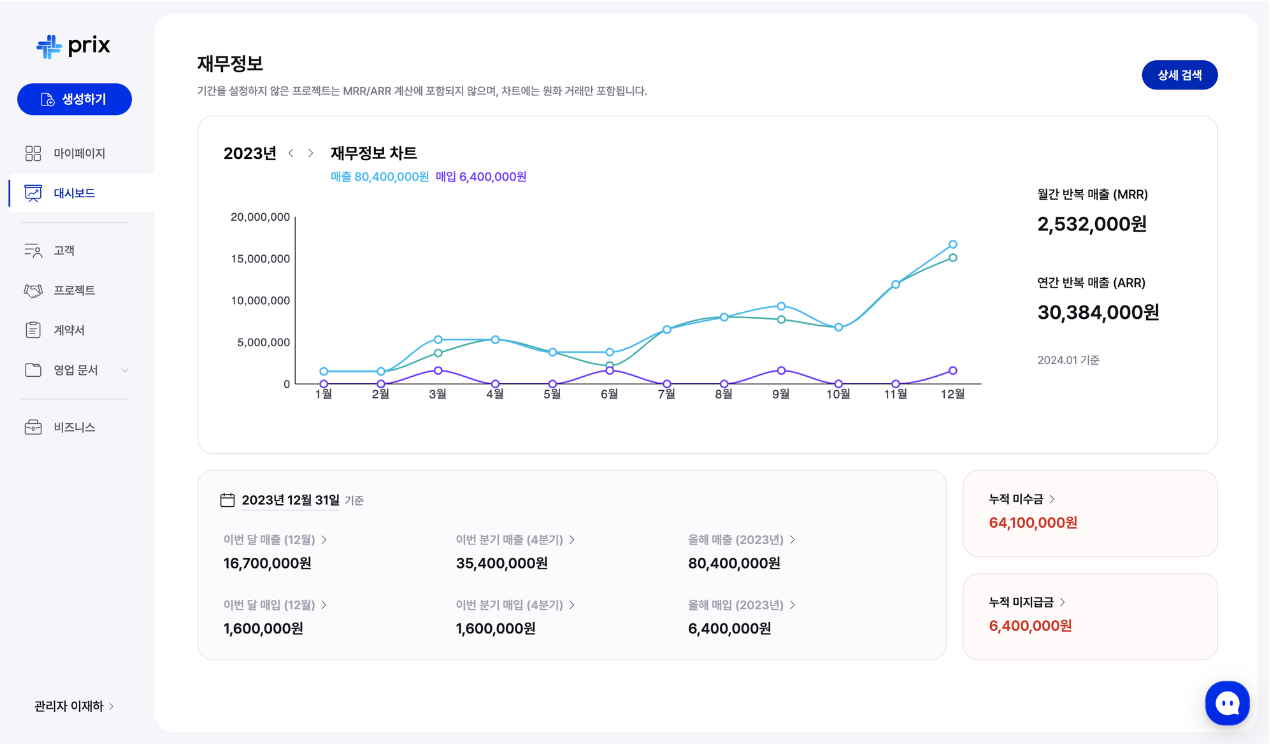 prix
생성하기
마이페이지
대시보드
고객
프로젝트
계약서
영업 문서
비즈니스
관리자 이재하
재무정보
기간을 설정하지 않은 프로젝트는 MRR/ARR 계산에 포함되지 않으며, 차트에는 원화 거래만 포함됩니다.
상세 검색
2023년
재무정보 차트
매출 80,400,000원 매입 6,400,000원
20,000,000
15,000,000
10,000,000
5,000,000
0
1월 2월 3월 4월 5월 6월 7월 8월 9월 10월 11월 12월
월간 반복 매출 (MRR)
2,532,000원
연간 반복 매출 (ARR)
30,384,000원
2024.01 기준
2023년 12월 31일 기준
이번 달 매출 (12월) 이번 분기 매출 (4분기) 올해 매출 (2023년)
16,700,000원 35,400,000원 80,400,000원
이번 달 매입 (12월) 이번 분기 매입 (4분기) 올해 매입 (2023년)
1,600,000원 1,600,000원 6,400,000원
누적 미수금
64,100,000원
누적 미지급금
6,400,000원